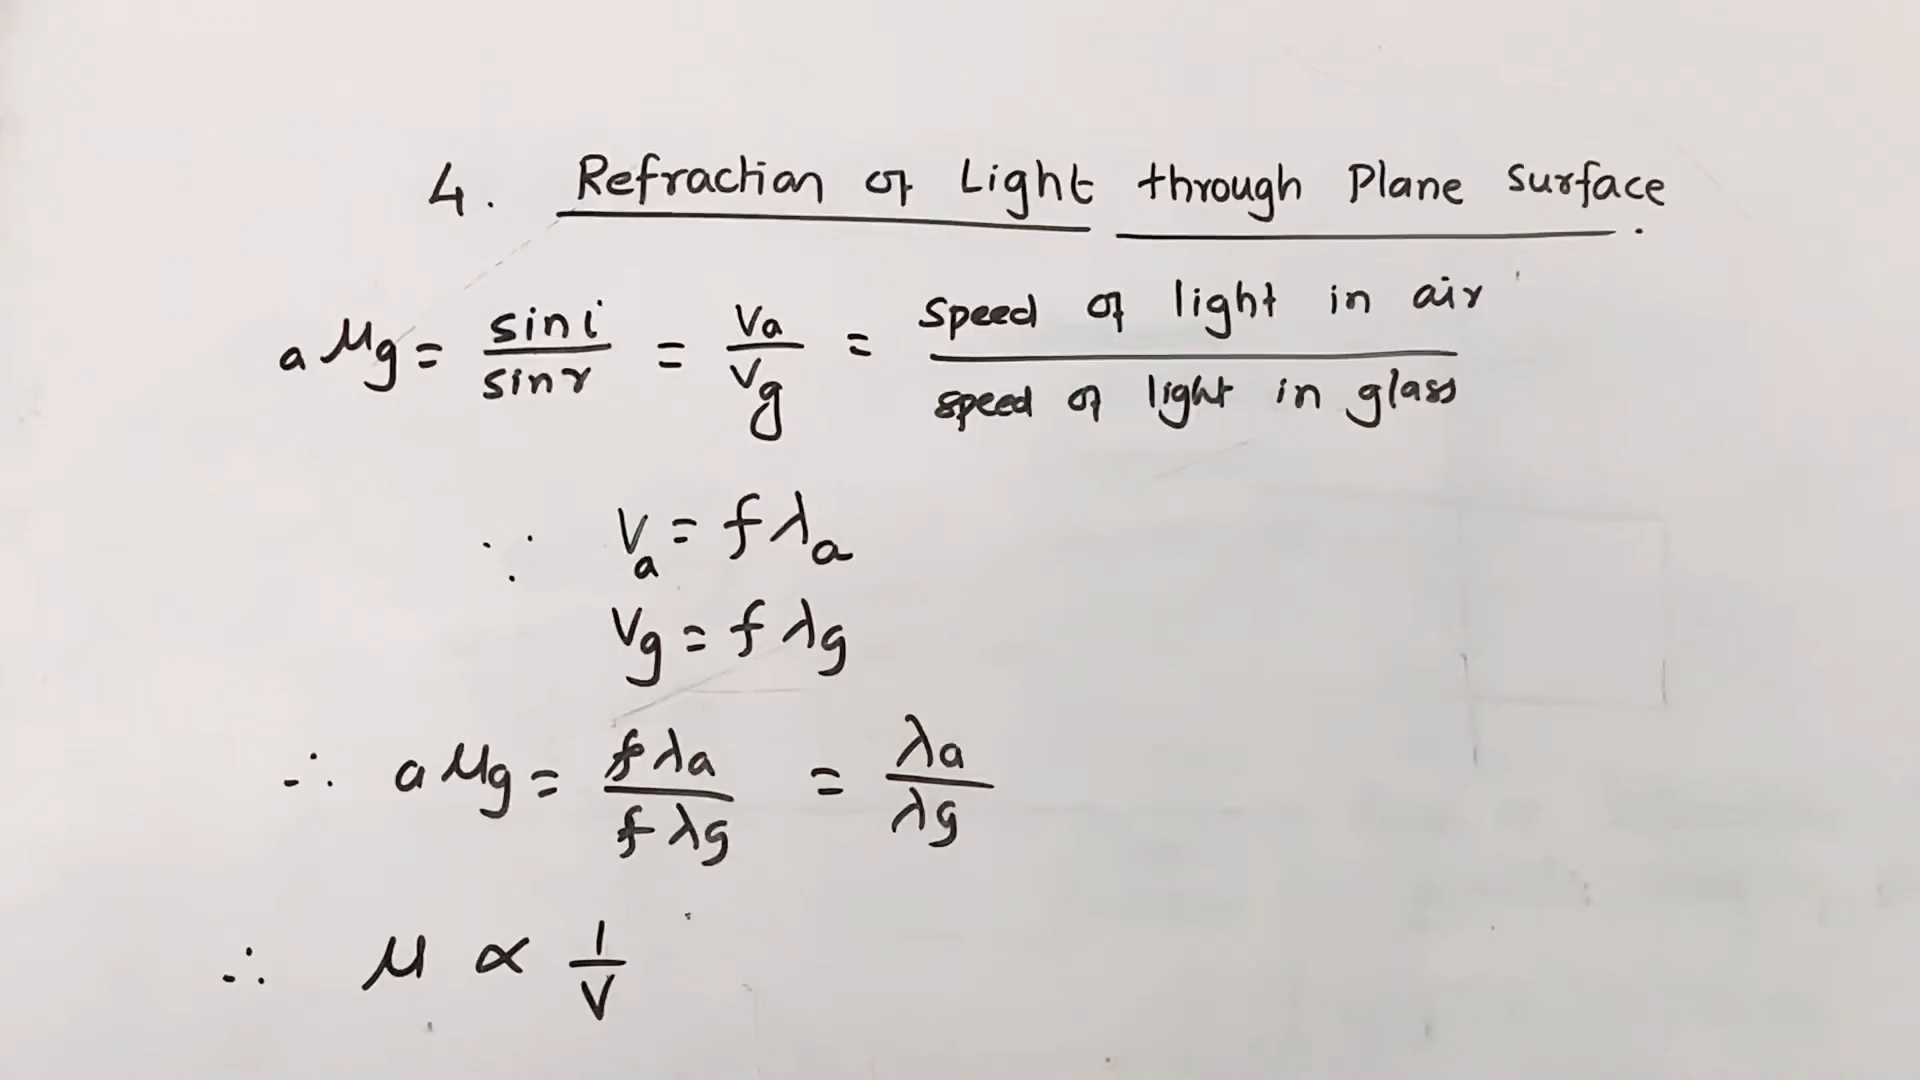 4. Refraction of Light through Plane surface.
aμg = sin i / sin r = Va / Vg = speed of light in air / speed of light in glass
∵ Va = fλa
Vg = fλg
∴ aμg = fλa / fλg = λa / λg
∴ μ ∝ 1/V